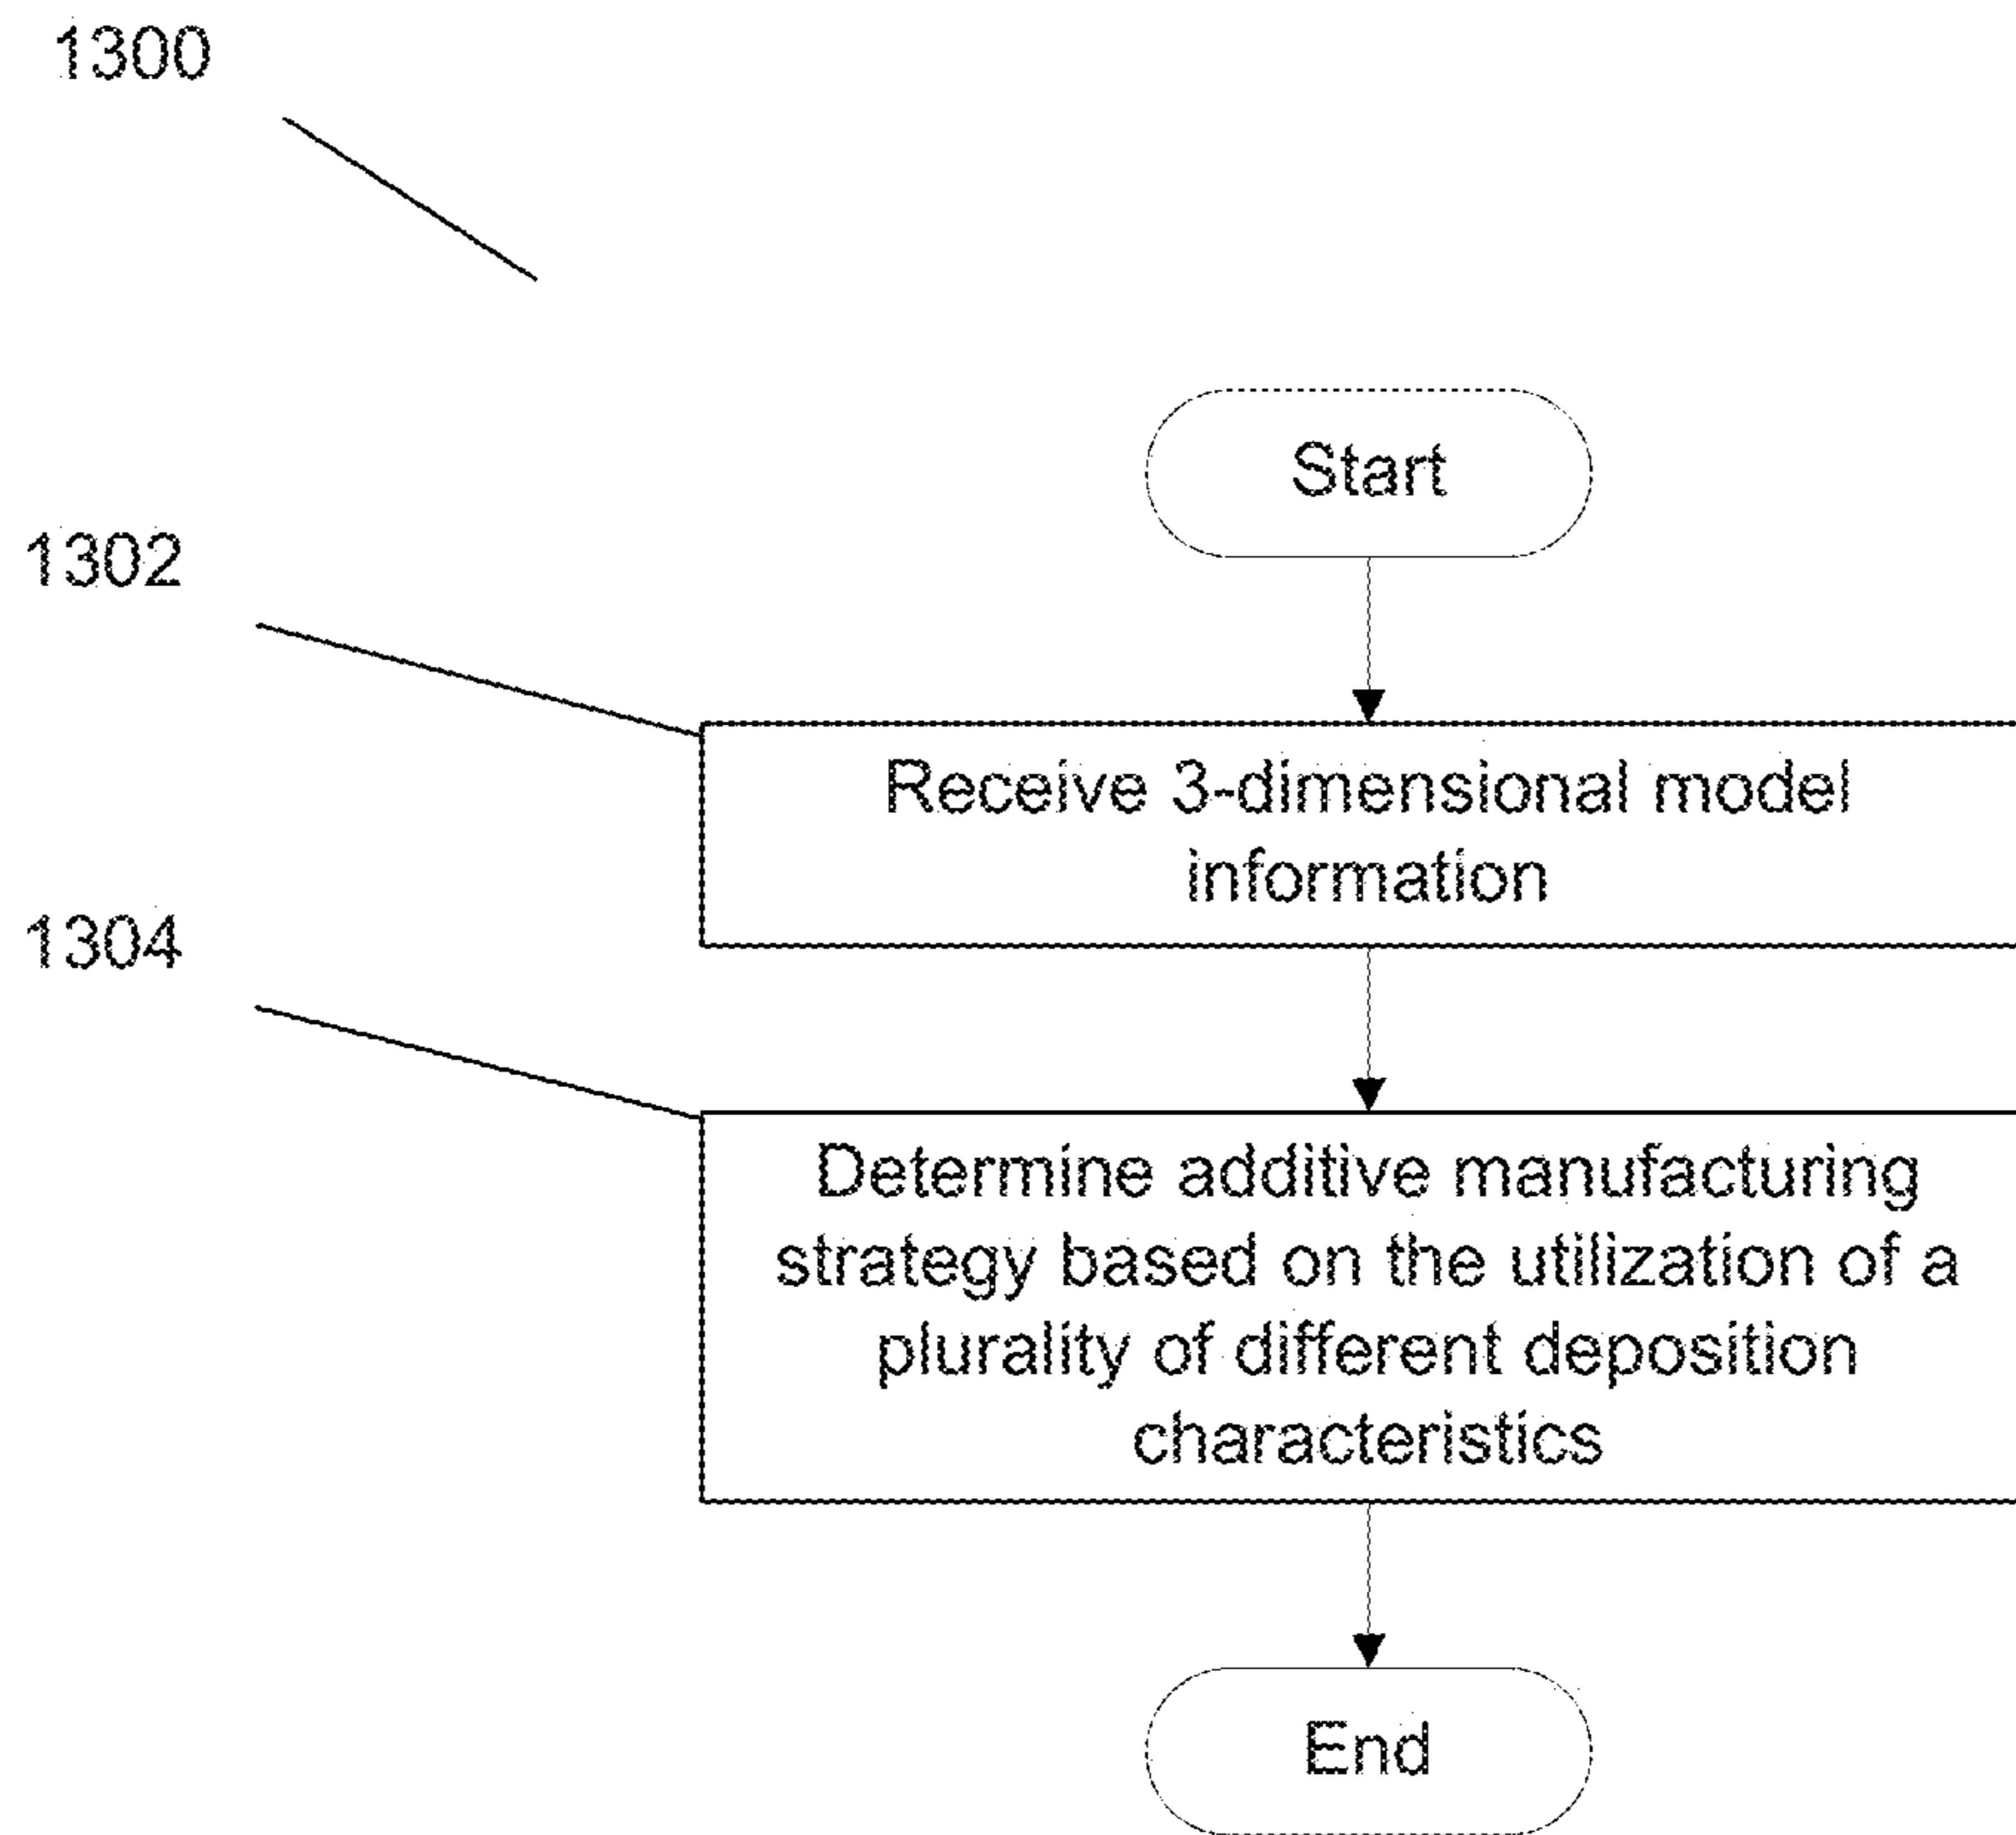 1300
Start
1302
Receive 3-dimensional model
information
1304
Determine additive manufacturing
strategy based on the utilization of a
plurality of different deposition
characteristics
End